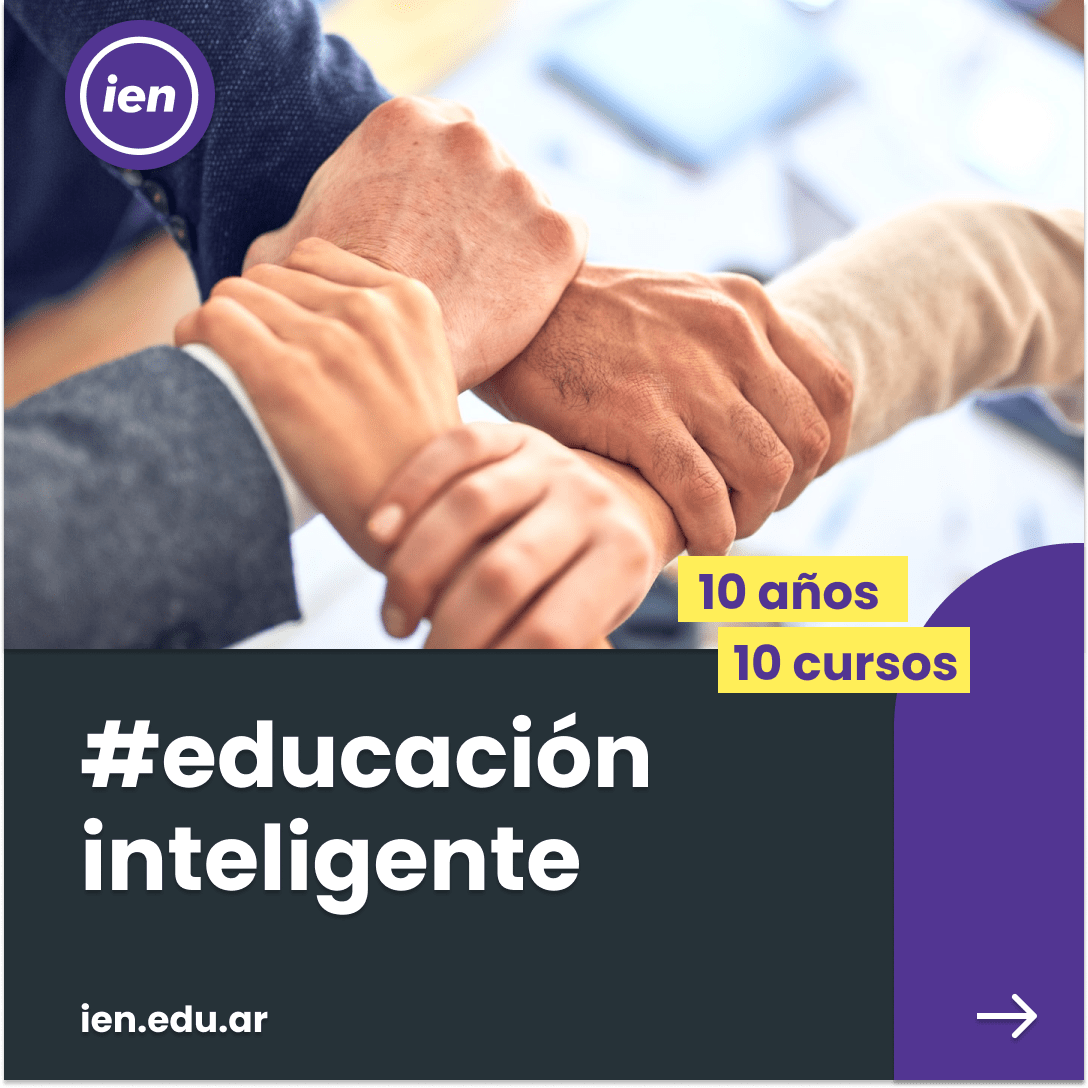 ien
10 años
10 cursos
#educación
inteligente
ien.edu.ar